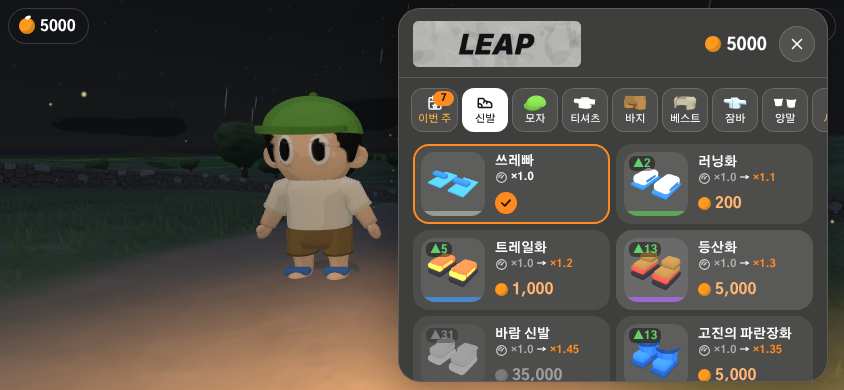 5000
LEAP
5000
7
이번 주
신발
모자
티셔츠
바지
베스트
잠바
양말
쓰레빠
×1.0
▲2
러닝화
×1.0 → ×1.1
200
▲5
트레일화
×1.0 → ×1.2
1,000
▲13
등산화
×1.0 → ×1.3
5,000
▲31
바람 신발
×1.0 → ×1.45
35,000
▲13
고진의 파란장화
×1.0 → ×1.35
5,000